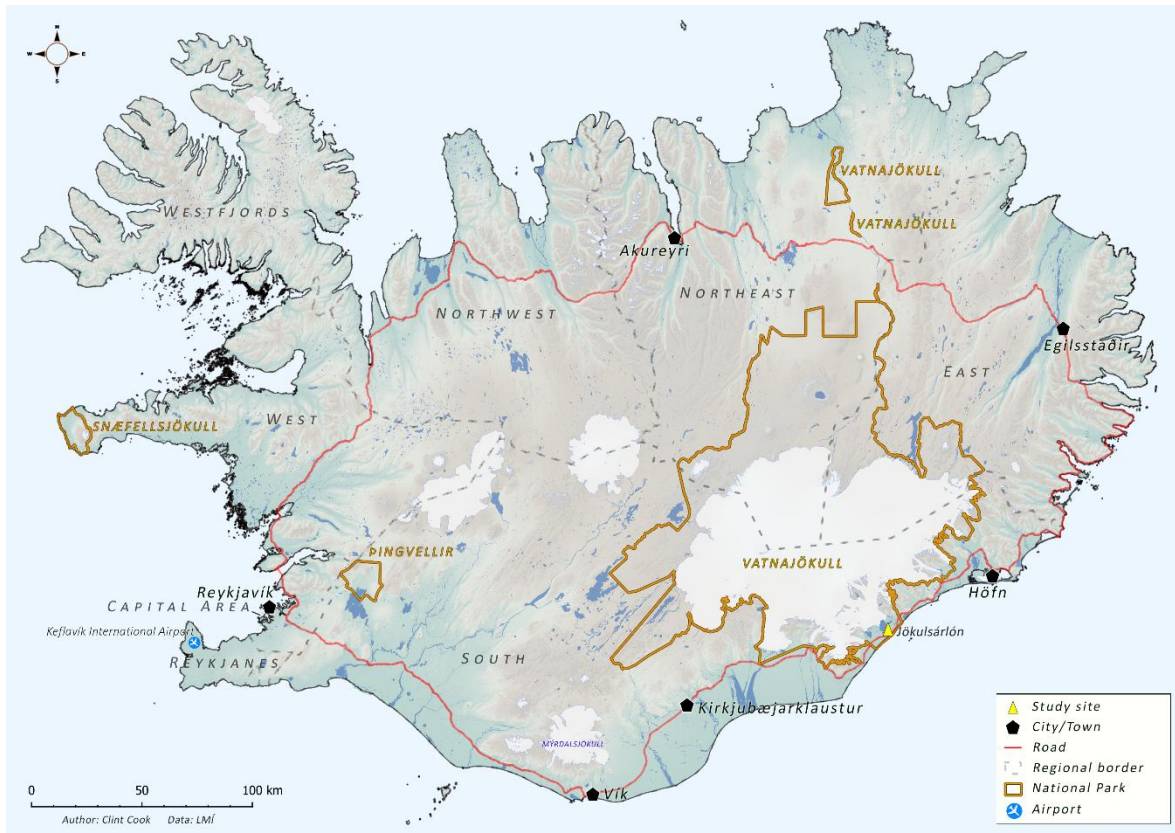 N
W E
S
VATNAJÖKULL
WESTFJORDS
VATNAJÖKULL
Akureyri
NORTHEAST
NORTHWEST
Egilsstaðir
EAST
WEST
SNÆFELLSJÖKULL
ÞINGVELLIR
VATNAJÖKULL
Reykjavík
Höfn
CAPITAL AREA
Keflavík International Airport
Jökulsárlón
SOUTH
REYKJANES
Kirkjubæjarklaustur
MÝRDALSJÖKULL
Vík
Study site
City/Town
Road
Regional border
National Park
Airport
0 50 100 km
Author: Clint Cook Data: LMÍ